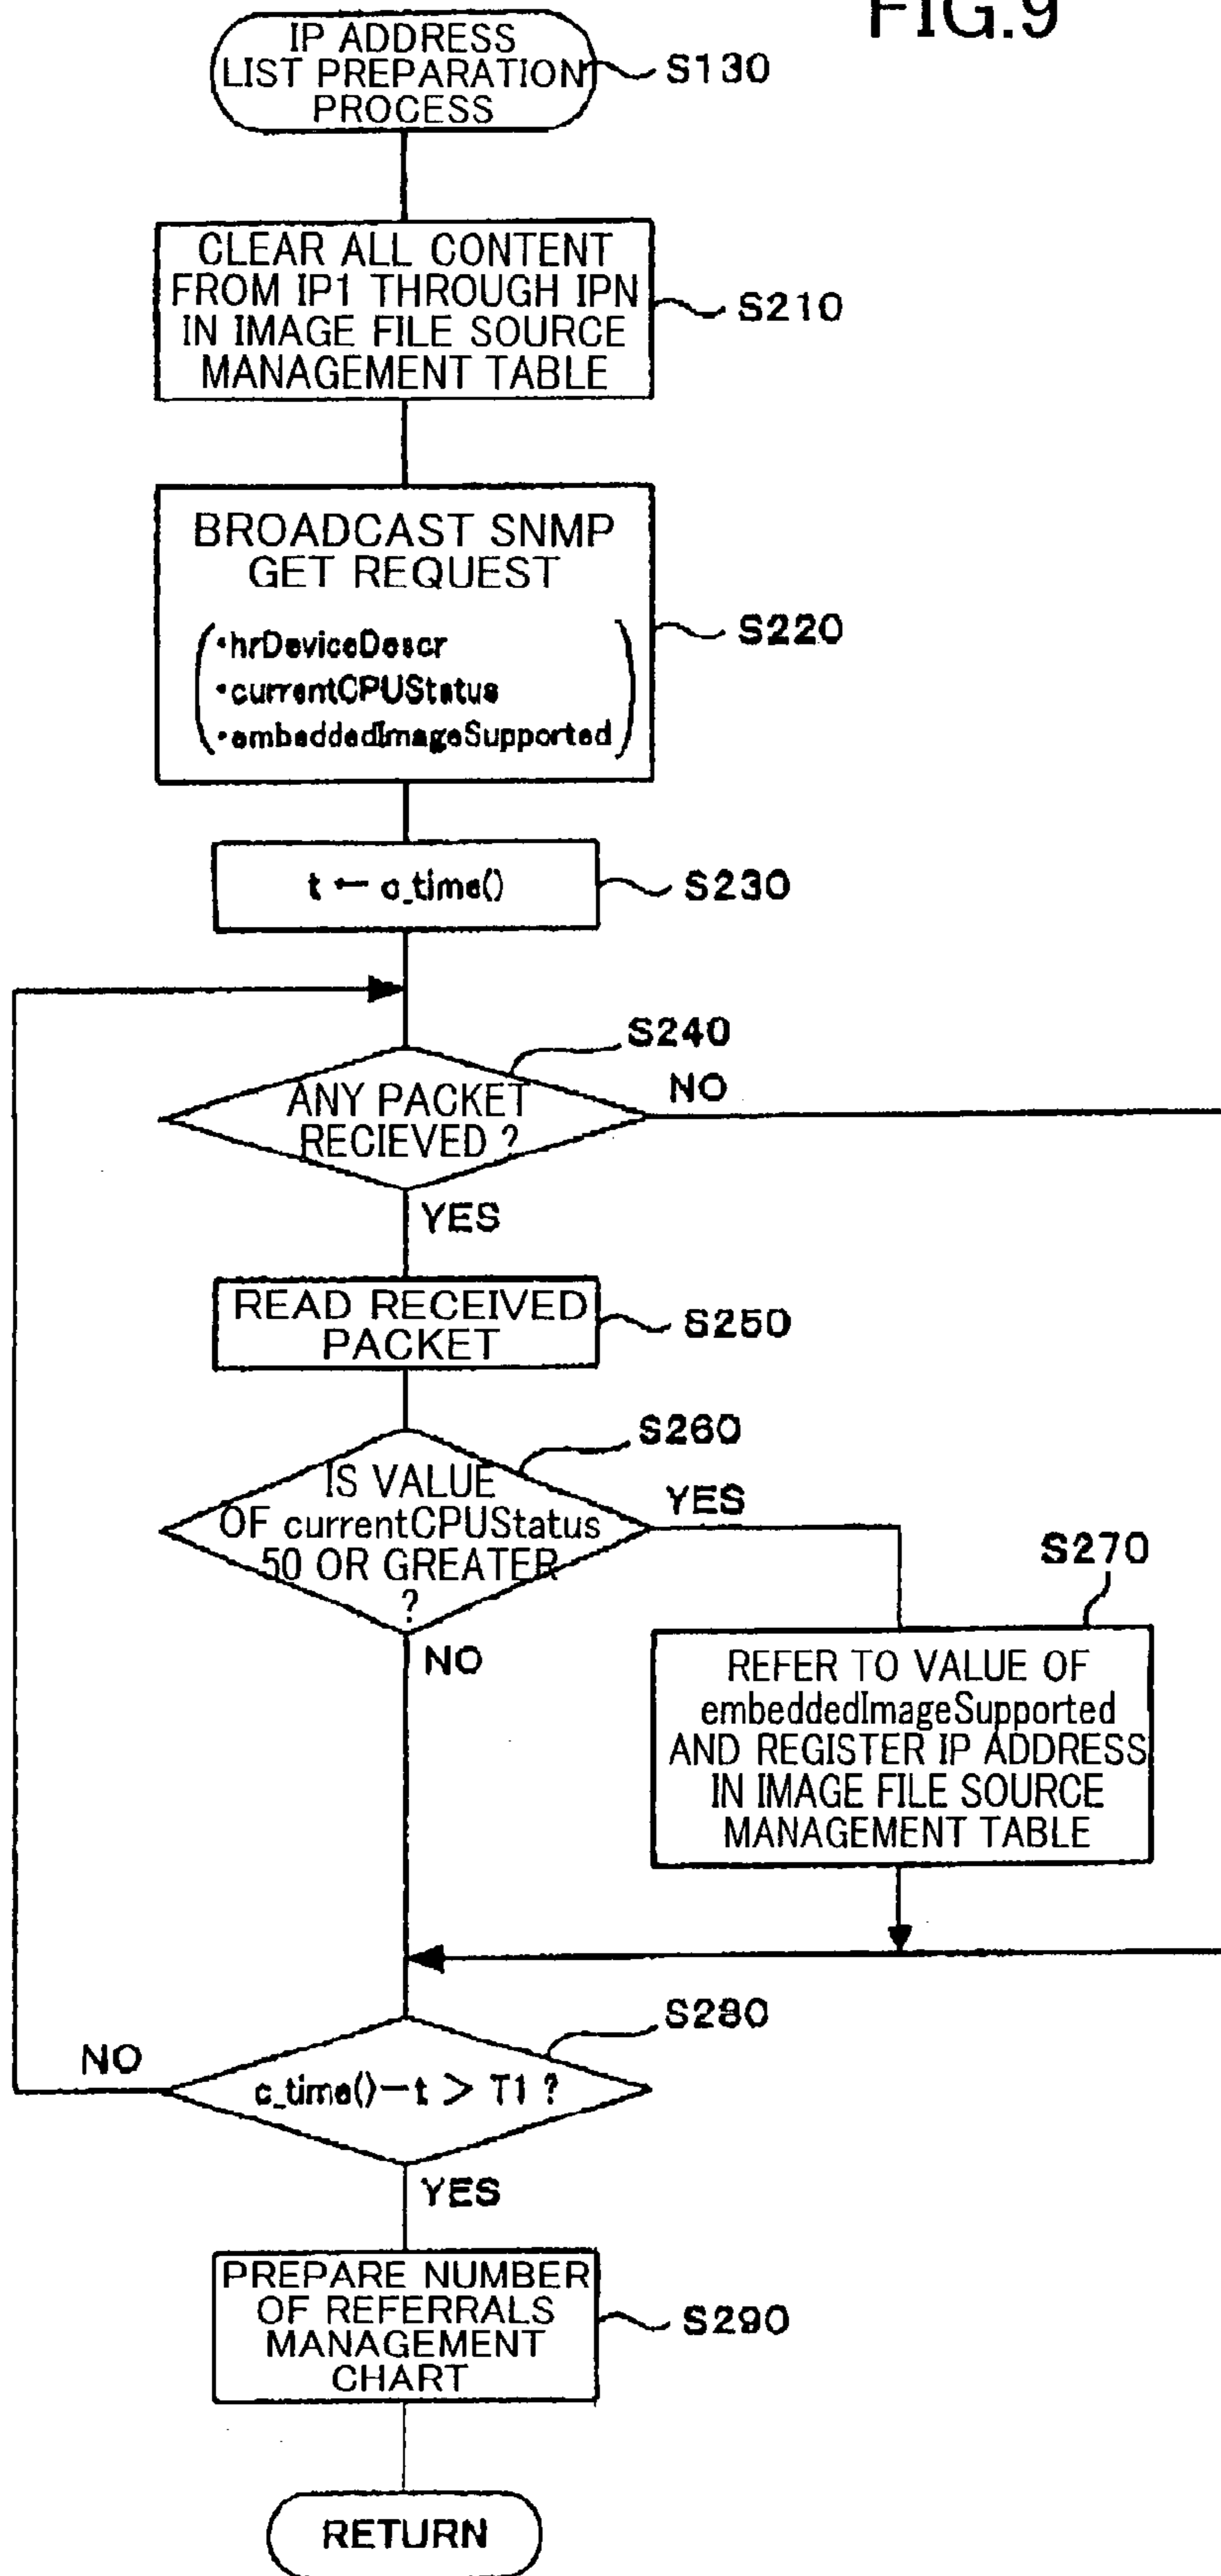 FIG.9
IP ADDRESS
LIST PREPARATION
PROCESS
S130
CLEAR ALL CONTENT
FROM IP1 THROUGH IPN
IN IMAGE FILE SOURCE
MANAGEMENT TABLE
S210
BROADCAST SNMP
GET REQUEST
・hrDeviceDescr
・currentCPUStatus
・embeddedImageSupported
S220
t ← c_time()
S230
S240
ANY PACKET
RECIEVED ?
NO
YES
READ RECEIVED
PACKET
S250
S260
IS VALUE
OF currentCPUStatus
50 OR GREATER
?
YES
NO
S270
REFER TO VALUE OF
embeddedImageSupported
AND REGISTER IP ADDRESS
IN IMAGE FILE SOURCE
MANAGEMENT TABLE
S280
NO
c_time()－t > T1 ?
YES
PREPARE NUMBER
OF REFERRALS
MANAGEMENT
CHART
S290
RETURN